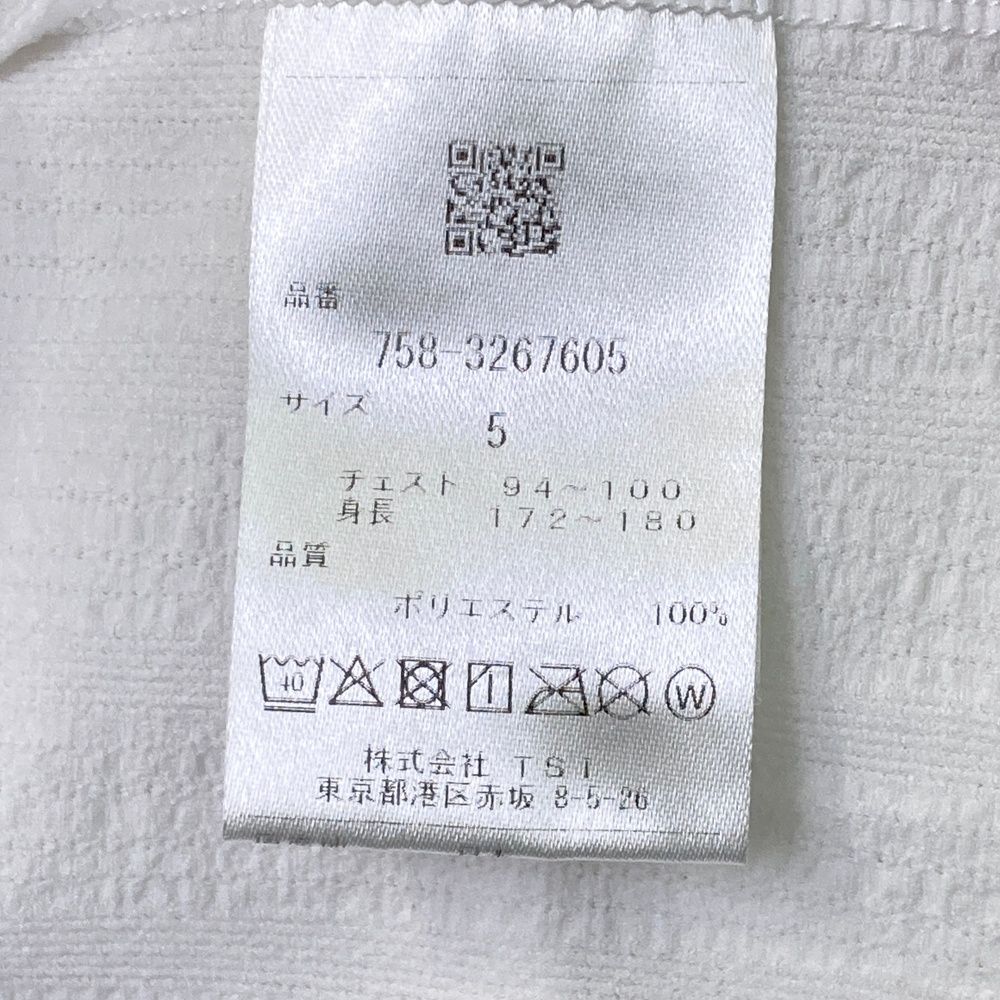 品番
758-3267605
サイズ
5
チェスト 94～100
身長 172～180
品質
ポリエステル 100%
40 W
株式会社 TSI
東京都港区赤坂 8-5-26